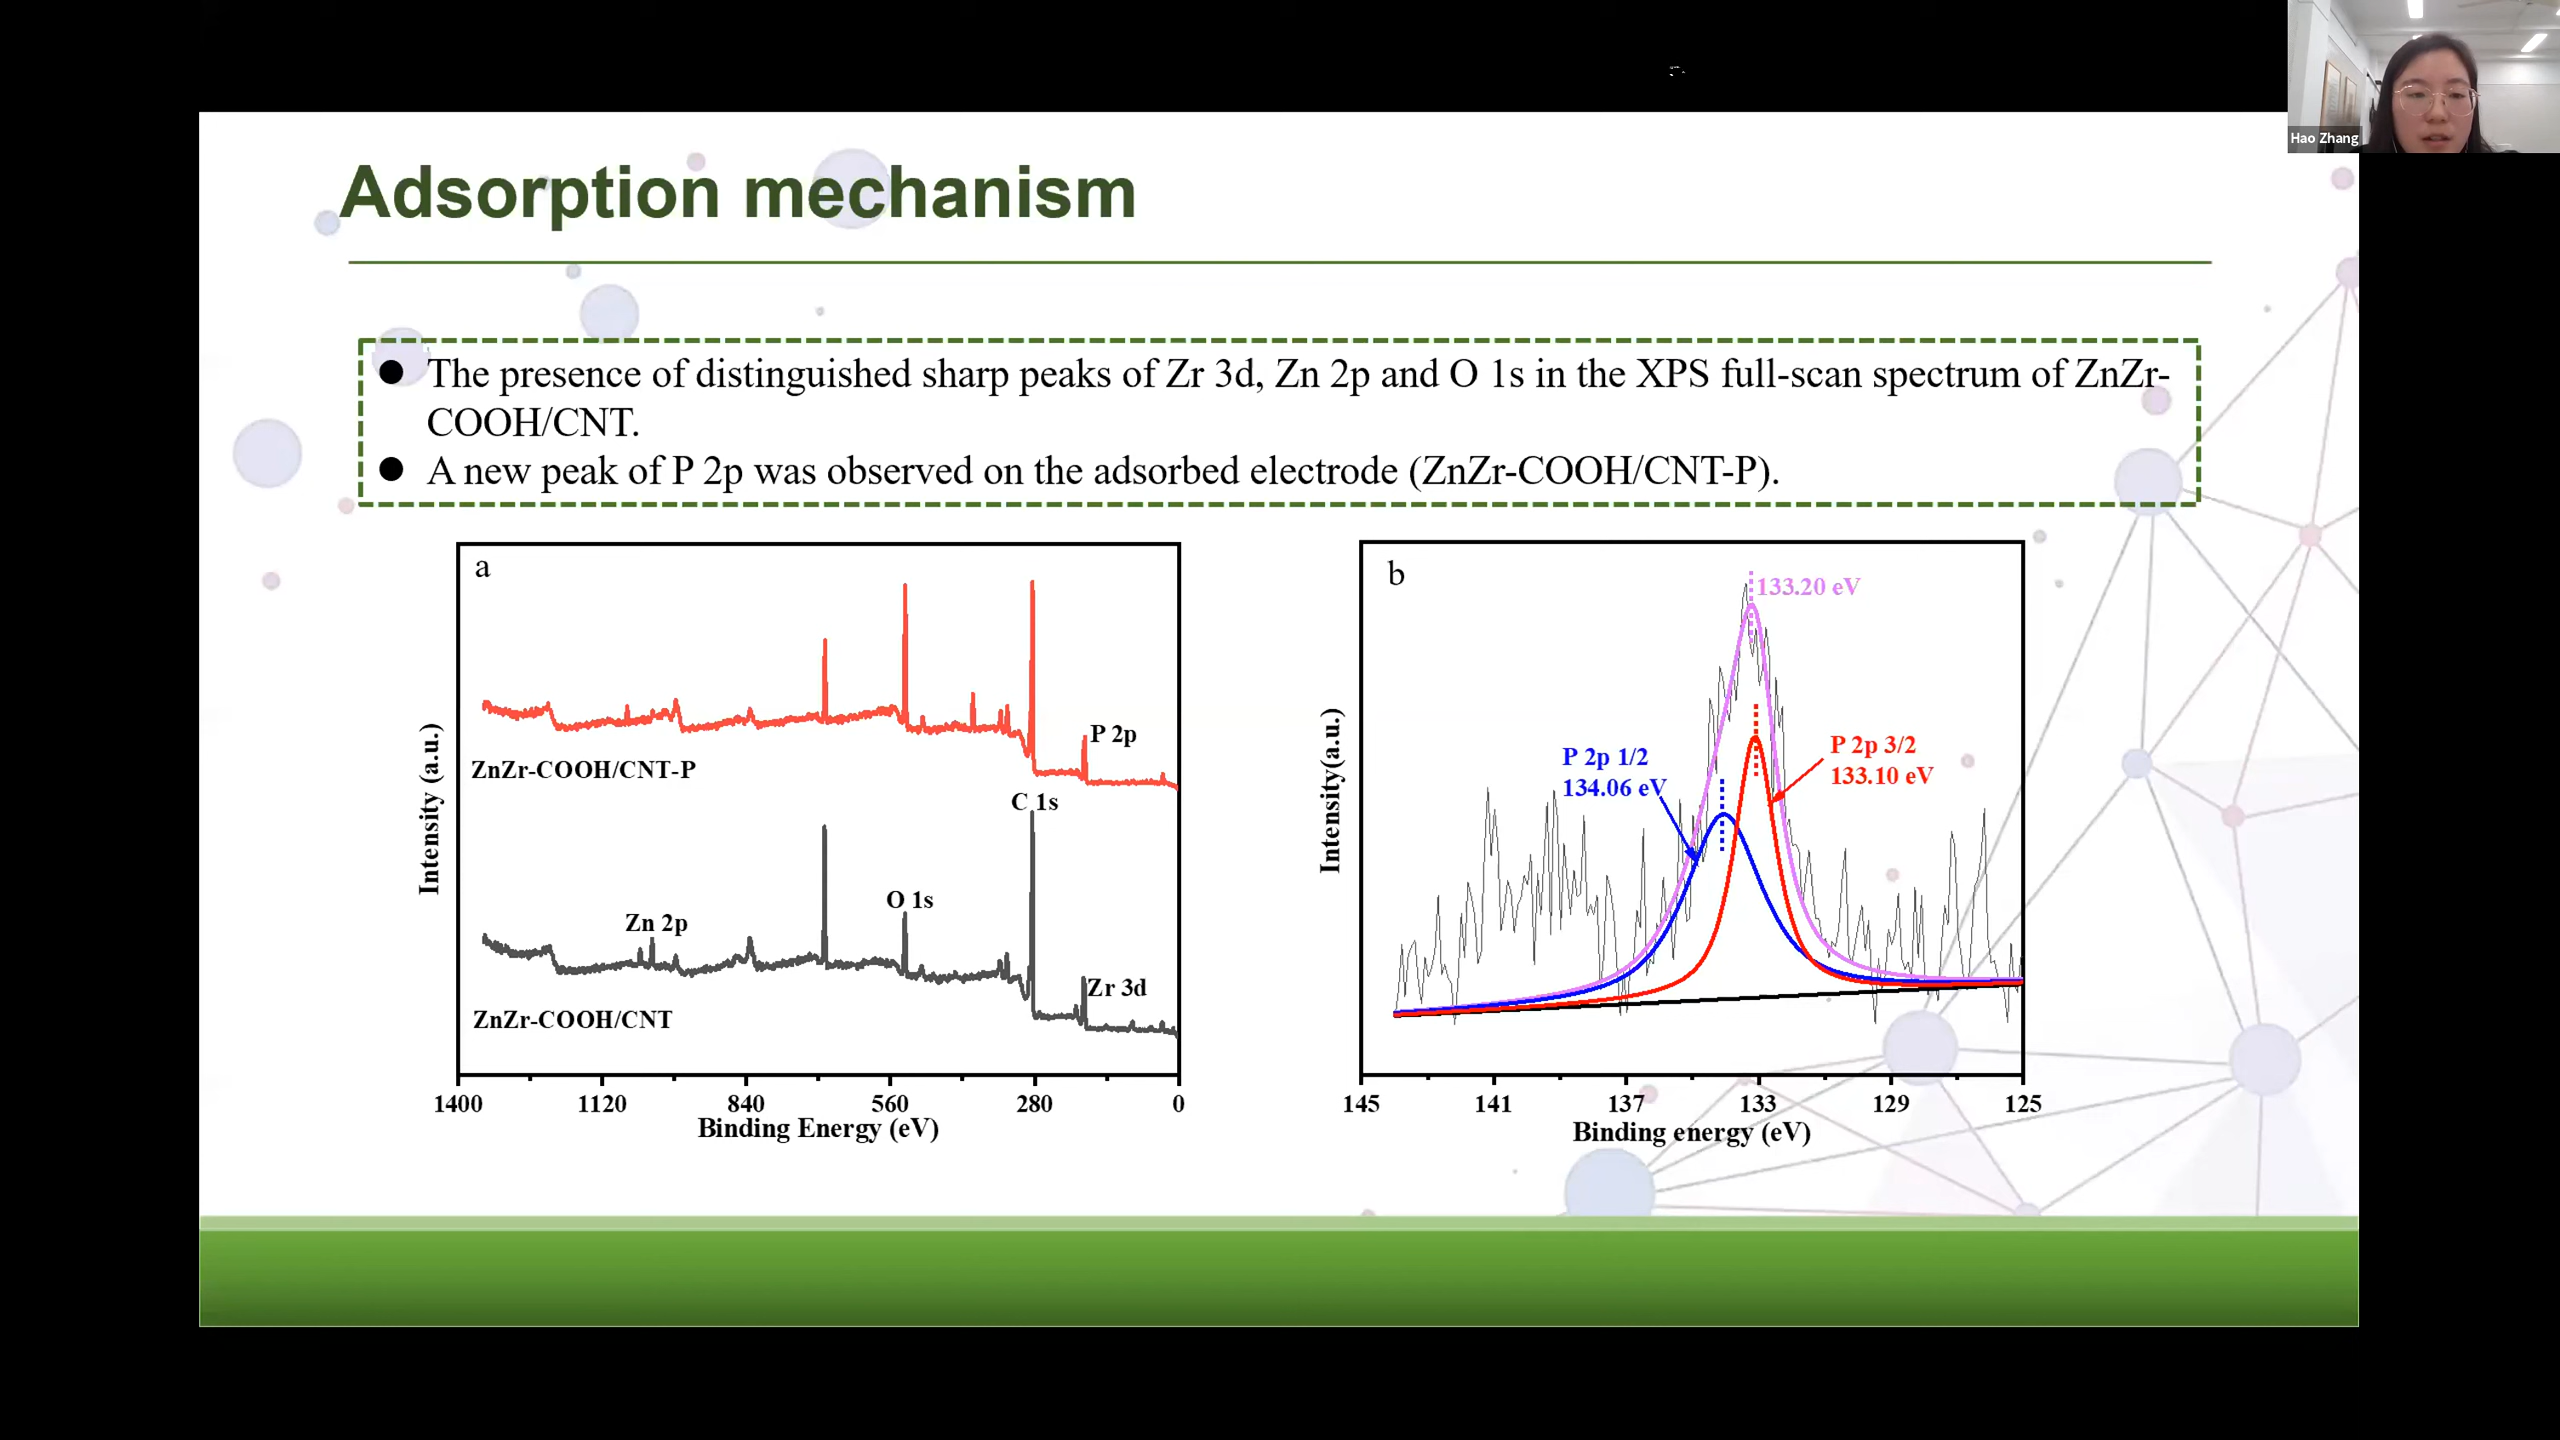 Hao Zhang
Adsorption mechanism
● The presence of distinguished sharp peaks of Zr 3d, Zn 2p and O 1s in the XPS full-scan spectrum of ZnZr-
COOH/CNT.
● A new peak of P 2p was observed on the adsorbed electrode (ZnZr-COOH/CNT-P).
a
P 2p
ZnZr-COOH/CNT-P
C 1s
O 1s
Zn 2p
Zr 3d
ZnZr-COOH/CNT
Intensity (a.u.)
1400 1120 840 560 280 0
Binding Energy (eV)
b
133.20 eV
P 2p 1/2
134.06 eV
P 2p 3/2
133.10 eV
Intensity(a.u.)
145 141 137 133 129 125
Binding energy (eV)